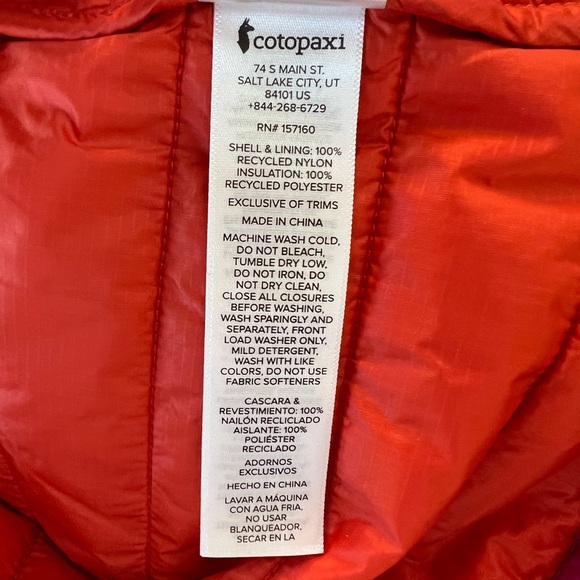 cotopaxi
74 S MAIN ST.
SALT LAKE CITY, UT
84101 US
+844-268-6729
RN# 157160
SHELL & LINING: 100%
RECYCLED NYLON
INSULATION: 100%
RECYCLED POLYESTER
EXCLUSIVE OF TRIMS
MADE IN CHINA
MACHINE WASH COLD,
DO NOT BLEACH,
TUMBLE DRY LOW,
DO NOT IRON, DO
NOT DRY CLEAN,
CLOSE ALL CLOSURES
BEFORE WASHING,
WASH SPARINGLY AND
SEPARATELY, FRONT
LOAD WASHER ONLY,
MILD DETERGENT,
WASH WITH LIKE
COLORS, DO NOT USE
FABRIC SOFTENERS
CASCARA &
REVESTIMIENTO: 100%
NAILÓN RECICLADO
AISLANTE: 100%
POLIÉSTER
RECICLADO
ADORNOS
EXCLUSIVOS
HECHO EN CHINA
LAVAR A MÁQUINA
CON AGUA FRIA,
NO USAR
BLANQUEADOR,
SECAR EN LA